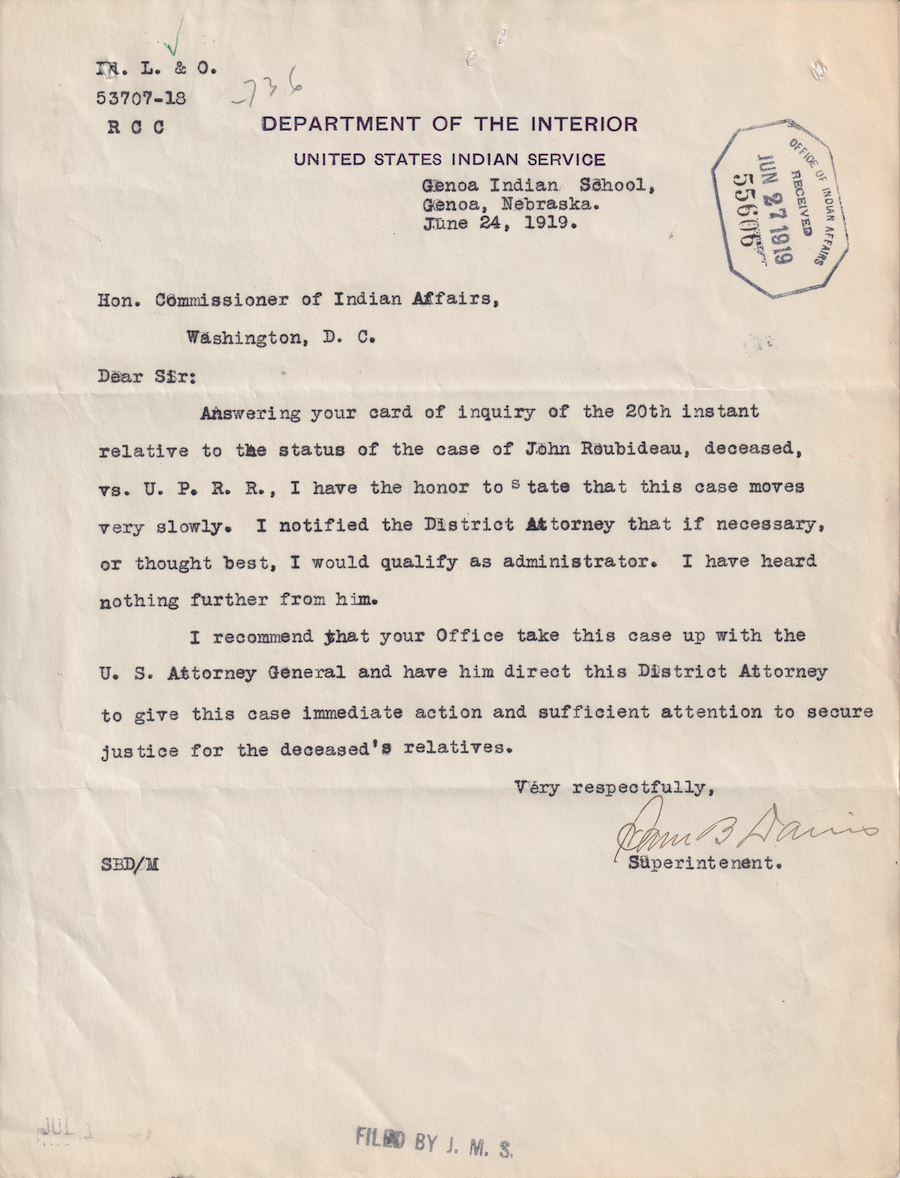 IN. L. & O.
53707-18
R C C
-736
DEPARTMENT OF THE INTERIOR
UNITED STATES INDIAN SERVICE
Genoa Indian School,
Genoa, Nebraska.
June 24, 1919.
OFFICE OF INDIAN AFFAIRS
RECEIVED
JUN 27 1919
55606
Hon. Commissioner of Indian Affairs,
Washington, D. C.
Dear Sir:
Answering your card of inquiry of the 20th instant
relative to the status of the case of John Roubideau, deceased,
vs. U. P. R. R., I have the honor to state that this case moves
very slowly. I notified the District Attorney that if necessary,
or thought best, I would qualify as administrator. I have heard
nothing further from him.
I recommend that your Office take this case up with the
U. S. Attorney General and have him direct this District Attorney
to give this case immediate action and sufficient attention to secure
justice for the deceased's relatives.
Very respectfully,
Sam B Davis
SBD/M
Superintenent.
JUL 1
FILED BY J. M. S.